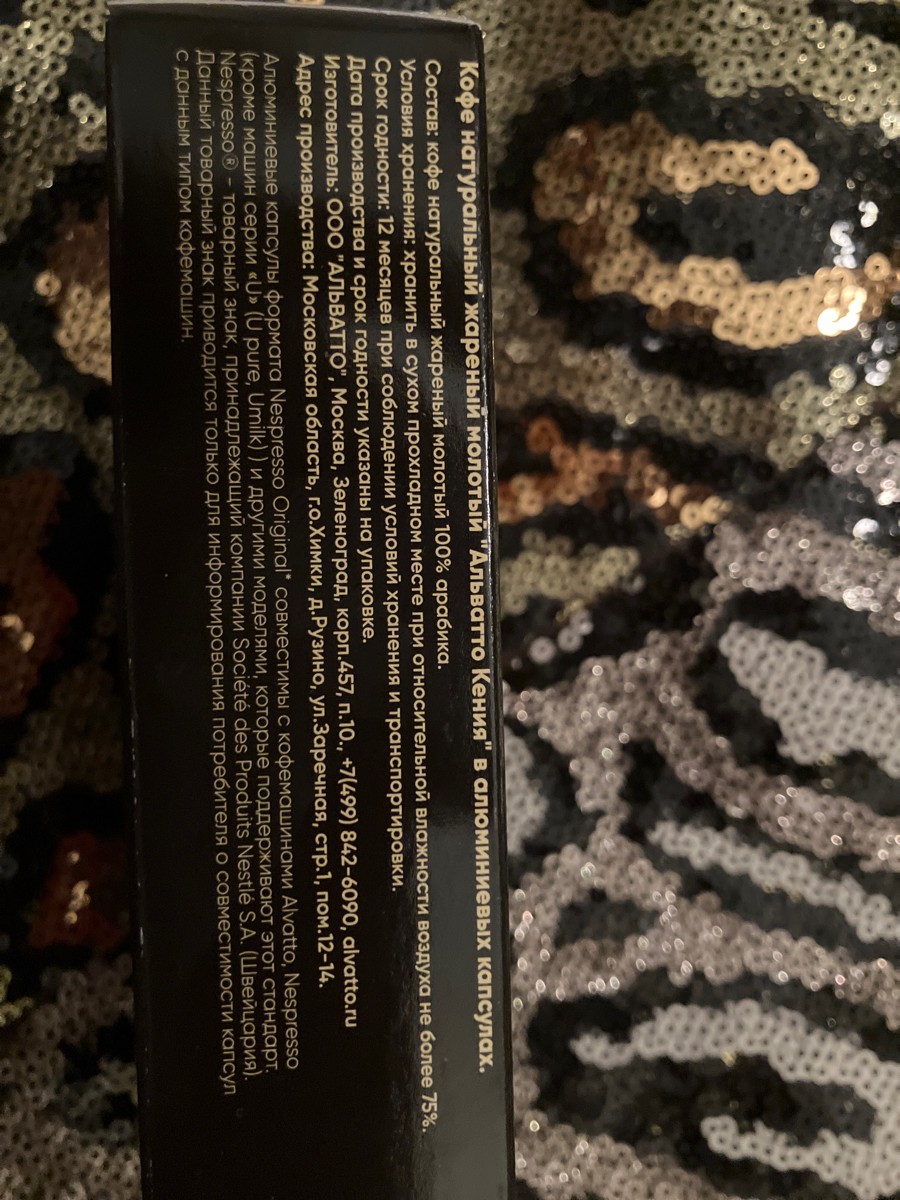 Кофе натуральный жареный молотый "Альватто Кения" в алюминиевых капсулах.
Состав: кофе натуральный жареный молотый 100% арабика.
Условия хранения: хранить в сухом прохладном месте при относительной влажности воздуха не более 75%.
Срок годности: 12 месяцев при соблюдении условий хранения и транспортировки.
Дата производства и срок годности указаны на упаковке.
Изготовитель: ООО "АЛЬВАТТО", Москва, Зеленоград, корп.457, п.10., +7(499) 842-6090, alvatto.ru
Адрес производства: Московская область, г.о.Химки, д.Рузино, ул.Заречная, стр.1, пом.12-14.
Алюминиевые капсулы формата Nespresso Original* совместимы с кофемашинами Alvatto, Nespresso
(кроме машин серии «U» (U pure, Umilk)) и другими моделями, которые поддерживают этот стандарт.
Nespresso® – товарный знак, принадлежащий компании Société des Produits Nestlé S.A. (Швейцария).
Данный товарный знак приводится только для информирования потребителя о совместимости капсул
с данным типом кофемашин.